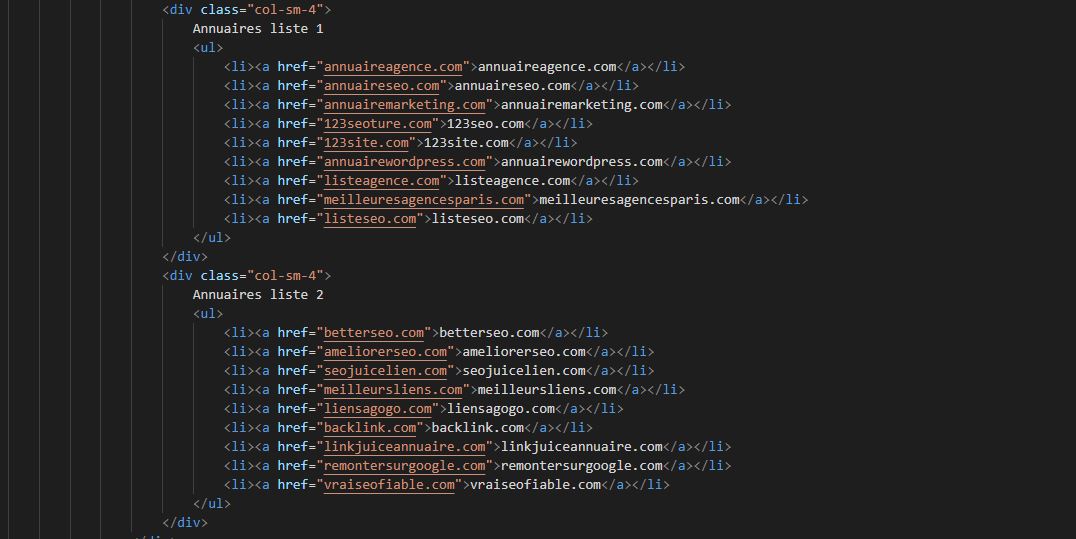 <div class="col-sm-4">
Annuaires liste 1
<ul>
<li><a href="annuaireagence.com">annuaireagence.com</a></li>
<li><a href="annuaireseo.com">annuaireseo.com</a></li>
<li><a href="annuairemarketing.com">annuairemarketing.com</a></li>
<li><a href="123seoture.com">123seo.com</a></li>
<li><a href="123site.com">123site.com</a></li>
<li><a href="annuairewordpress.com">annuairewordpress.com</a></li>
<li><a href="listeagence.com">listeagence.com</a></li>
<li><a href="meilleuresagencesparis.com">meilleuresagencesparis.com</a></li>
<li><a href="listeseo.com">listeseo.com</a></li>
</ul>
</div>
<div class="col-sm-4">
Annuaires liste 2
<ul>
<li><a href="betterseo.com">betterseo.com</a></li>
<li><a href="ameliorerseo.com">ameliorerseo.com</a></li>
<li><a href="seojuicelien.com">seojuicelien.com</a></li>
<li><a href="meilleursliens.com">meilleursliens.com</a></li>
<li><a href="liensagogo.com">liensagogo.com</a></li>
<li><a href="backlink.com">backlink.com</a></li>
<li><a href="linkjuiceannuaire.com">linkjuiceannuaire.com</a></li>
<li><a href="remontersurgoogle.com">remontersurgoogle.com</a></li>
<li><a href="vraiseofiable.com">vraiseofiable.com</a></li>
</ul>
</div>